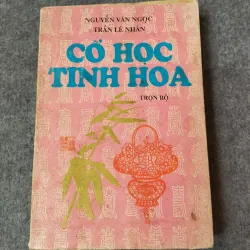 NGUYỄN VĂN NGỌC
TRẦN LÊ NHÂN
CỔ HỌC
TINH HOA
TRỌN BỘ